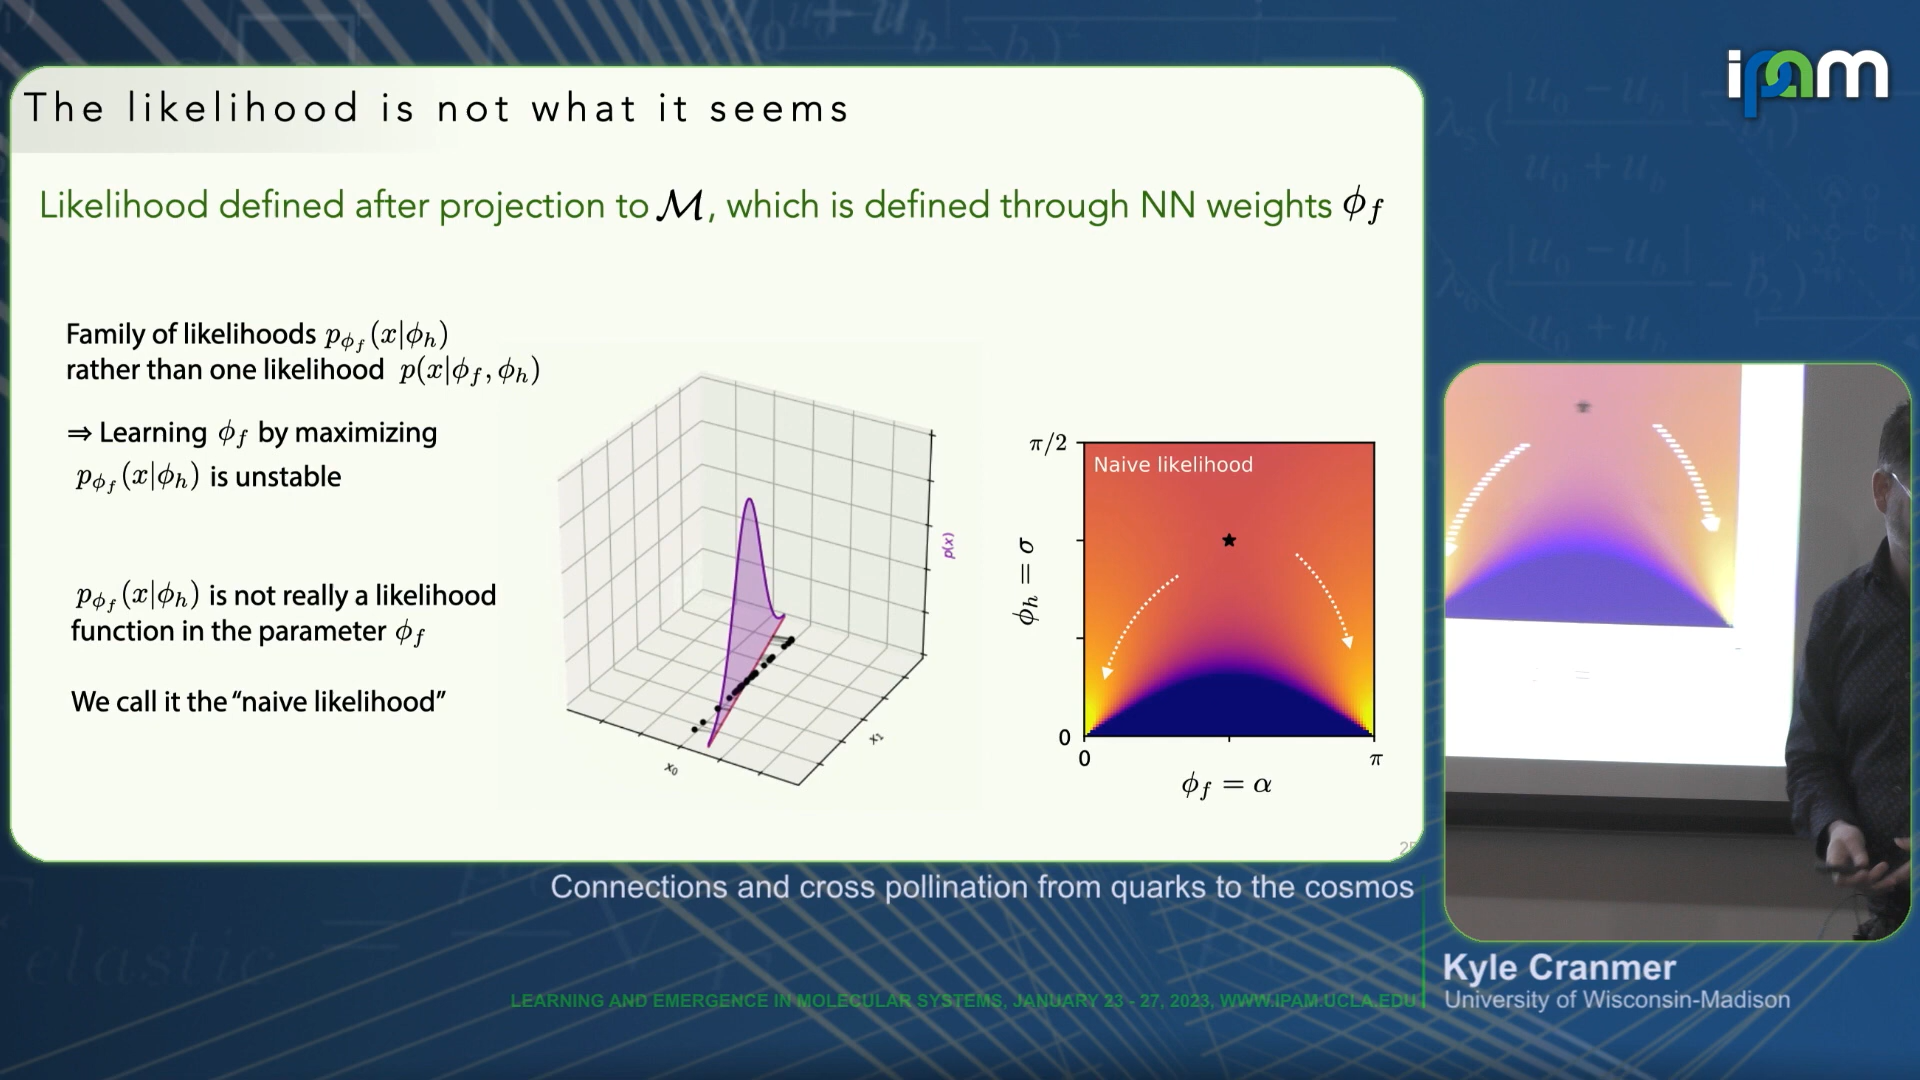 ipam
The likelihood is not what it seems
Likelihood defined after projection to ℳ, which is defined through NN weights ϕ_f
Family of likelihoods p_{ϕ_f}(x|ϕ_h)
rather than one likelihood p(x|ϕ_f, ϕ_h)
⇒ Learning ϕ_f by maximizing
p_{ϕ_f}(x|ϕ_h) is unstable
p_{ϕ_f}(x|ϕ_h) is not really a likelihood
function in the parameter ϕ_f
We call it the “naive likelihood”
p(x)
x₀
x₁
π/2
Naive likelihood
ϕ_h = σ
0
0
π
ϕ_f = α
Connections and cross pollination from quarks to the cosmos
Kyle Cranmer
University of Wisconsin-Madison
LEARNING AND EMERGENCE IN MOLECULAR SYSTEMS, JANUARY 23 - 27, 2023, WWW.IPAM.UCLA.EDU
elastic